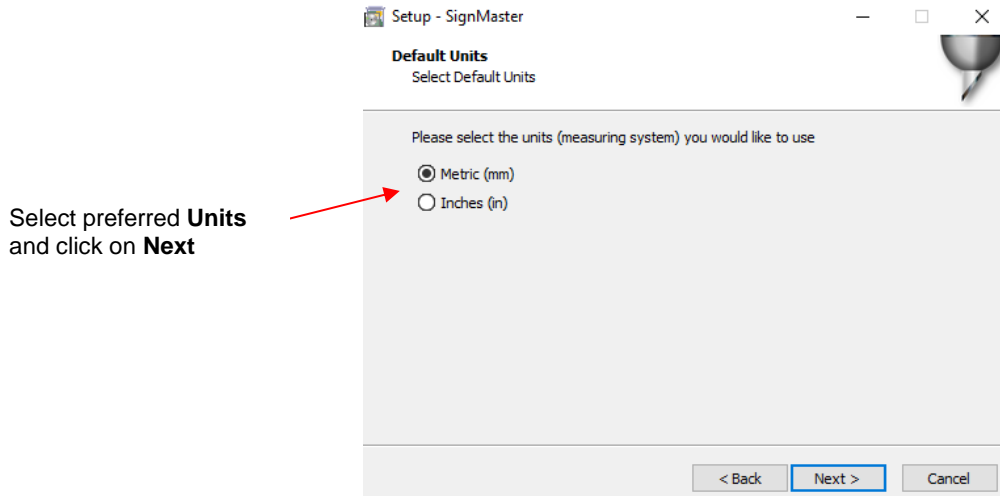 Setup - SignMaster
Default Units
Select Default Units
Please select the units (measuring system) you would like to use
Metric (mm)
Inches (in)
Select preferred Units
and click on Next
< Back Next > Cancel